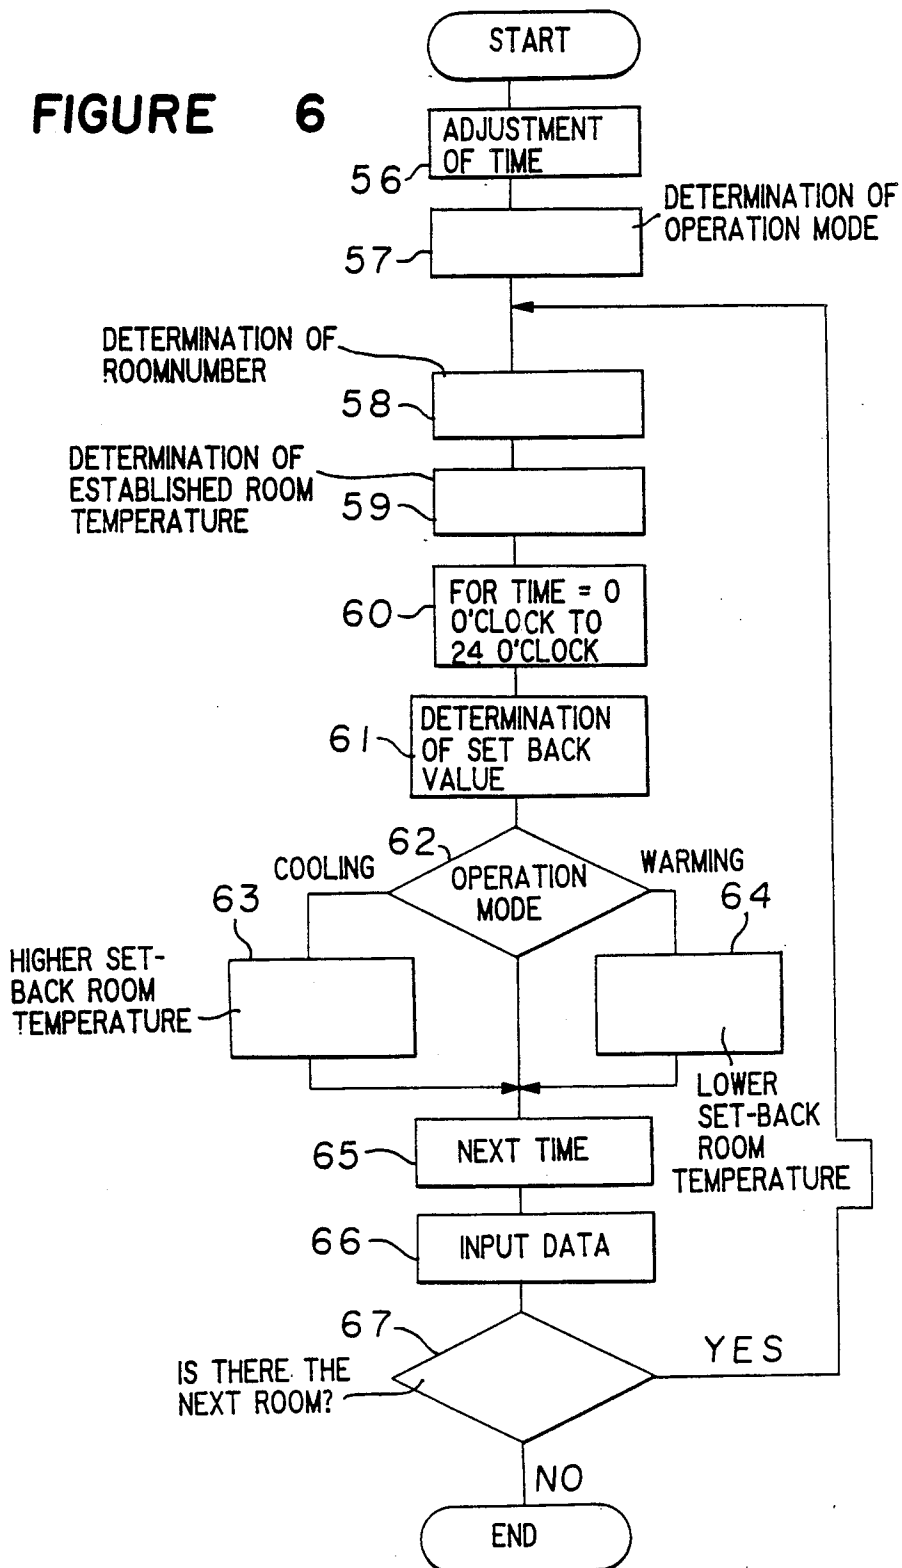 START
FIGURE 6
ADJUSTMENT
OF TIME
56
DETERMINATION OF
OPERATION MODE
57
DETERMINATION OF
ROOMNUMBER
58
DETERMINATION OF
ESTABLISHED ROOM
TEMPERATURE
59
FOR TIME = 0
O'CLOCK TO
24 O'CLOCK
60
DETERMINATION
OF SET BACK
VALUE
61
62
COOLING
OPERATION
MODE
WARMING
63
64
HIGHER SET-
BACK ROOM
TEMPERATURE
LOWER
SET-BACK
ROOM
TEMPERATURE
65
NEXT TIME
66
INPUT DATA
67
YES
IS THERE THE
NEXT ROOM?
NO
END